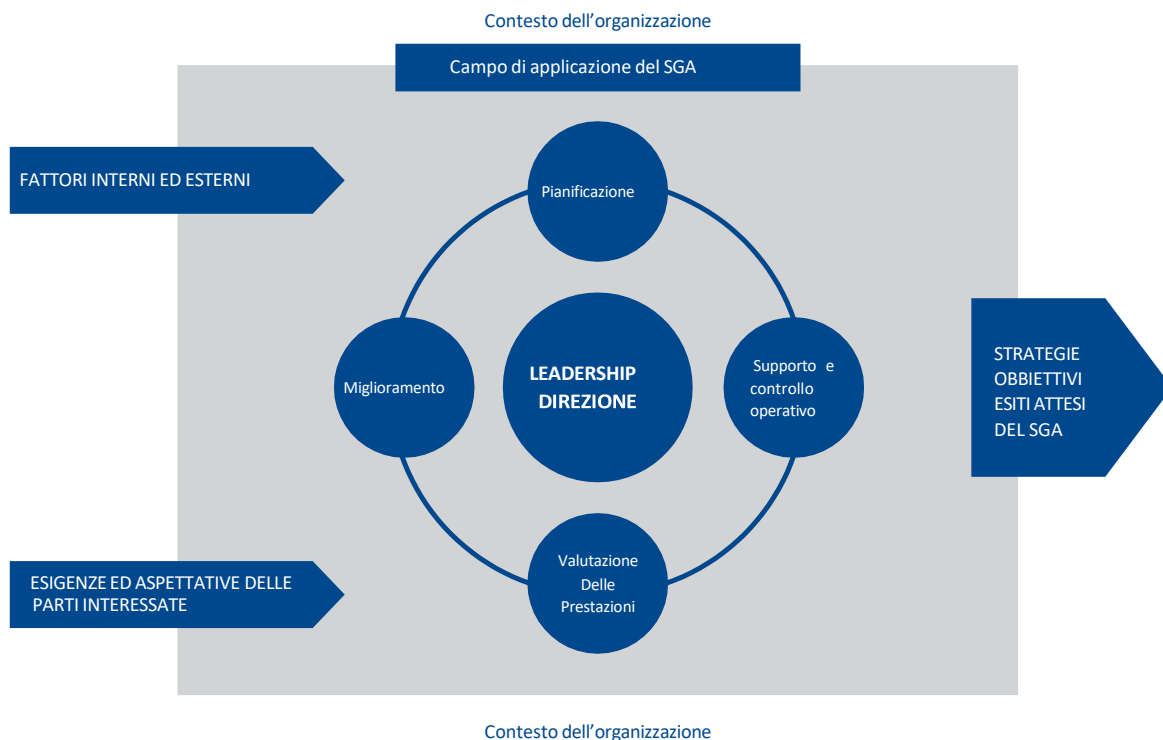 Contesto dell'organizzazione
Campo di applicazione del SGA
FATTORI INTERNI ED ESTERNI
Pianificazione
Miglioramento
LEADERSHIP
DIREZIONE
Supporto e
controllo
operativo
STRATEGIE
OBBIETTIVI
ESITI ATTESI
DEL SGA
ESIGENZE ED ASPETTATIVE DELLE
PARTI INTERESSATE
Valutazione
Delle
Prestazioni
Contesto dell'organizzazione